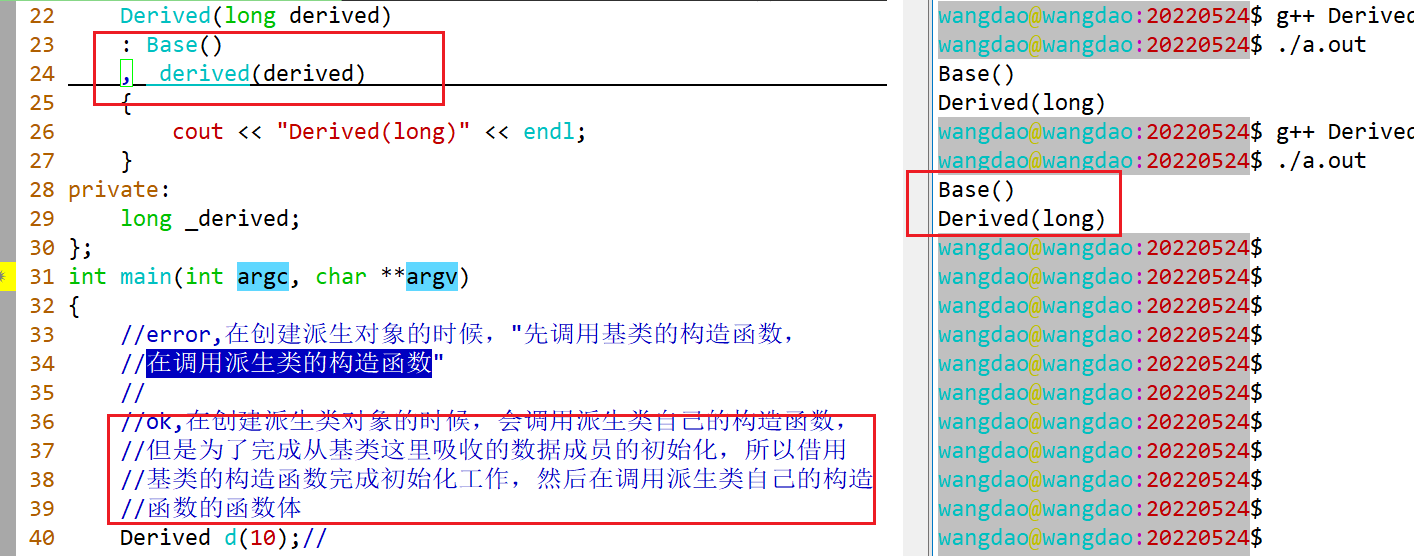 22     Derived(long derived)
23     : Base()
24     , _derived(derived)
25     {
26         cout << "Derived(long)" << endl;
27     }
28 private:
29     long _derived;
30 };
31 int main(int argc, char **argv)
32 {
33     //error,在创建派生对象的时候，"先调用基类的构造函数，
34     //在调用派生类的构造函数"
35     //
36     //ok,在创建派生类对象的时候，会调用派生类自己的构造函数，
37     //但是为了完成从基类这里吸收的数据成员的初始化，所以借用
38     //基类的构造函数完成初始化工作，然后在调用派生类自己的构造
39     //函数的函数体
40     Derived d(10);//
wangdao@wangdao:20220524$ g++ Derived
wangdao@wangdao:20220524$ ./a.out
Base()
Derived(long)
wangdao@wangdao:20220524$ g++ Derived
wangdao@wangdao:20220524$ ./a.out
Base()
Derived(long)
wangdao@wangdao:20220524$
wangdao@wangdao:20220524$
wangdao@wangdao:20220524$
wangdao@wangdao:20220524$
wangdao@wangdao:20220524$
wangdao@wangdao:20220524$
wangdao@wangdao:20220524$
wangdao@wangdao:20220524$
wangdao@wangdao:20220524$
wangdao@wangdao:20220524$
wangdao@wangdao:20220524$